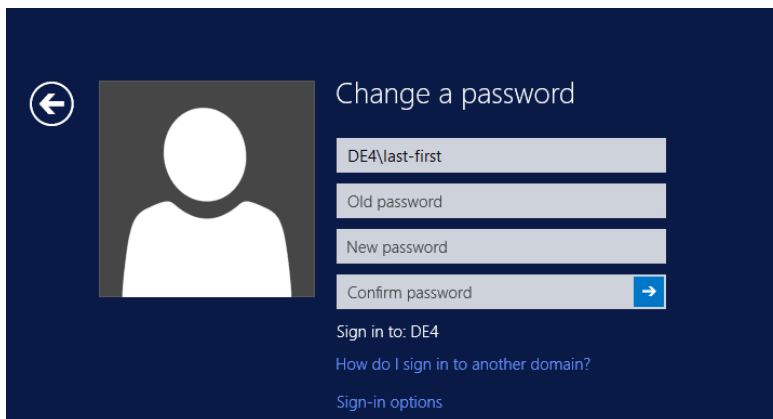 Change a password
DE4\last-first
Old password
New password
Confirm password
Sign in to: DE4
How do I sign in to another domain?
Sign-in options